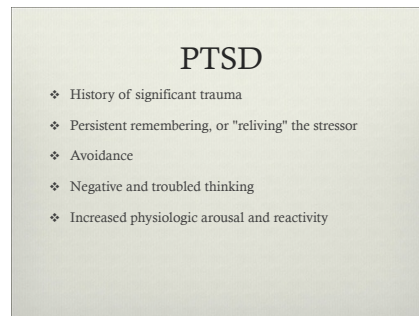 PTSD
❖ History of significant trauma
❖ Persistent remembering, or "reliving" the stressor
❖ Avoidance
❖ Negative and troubled thinking
❖ Increased physiologic arousal and reactivity